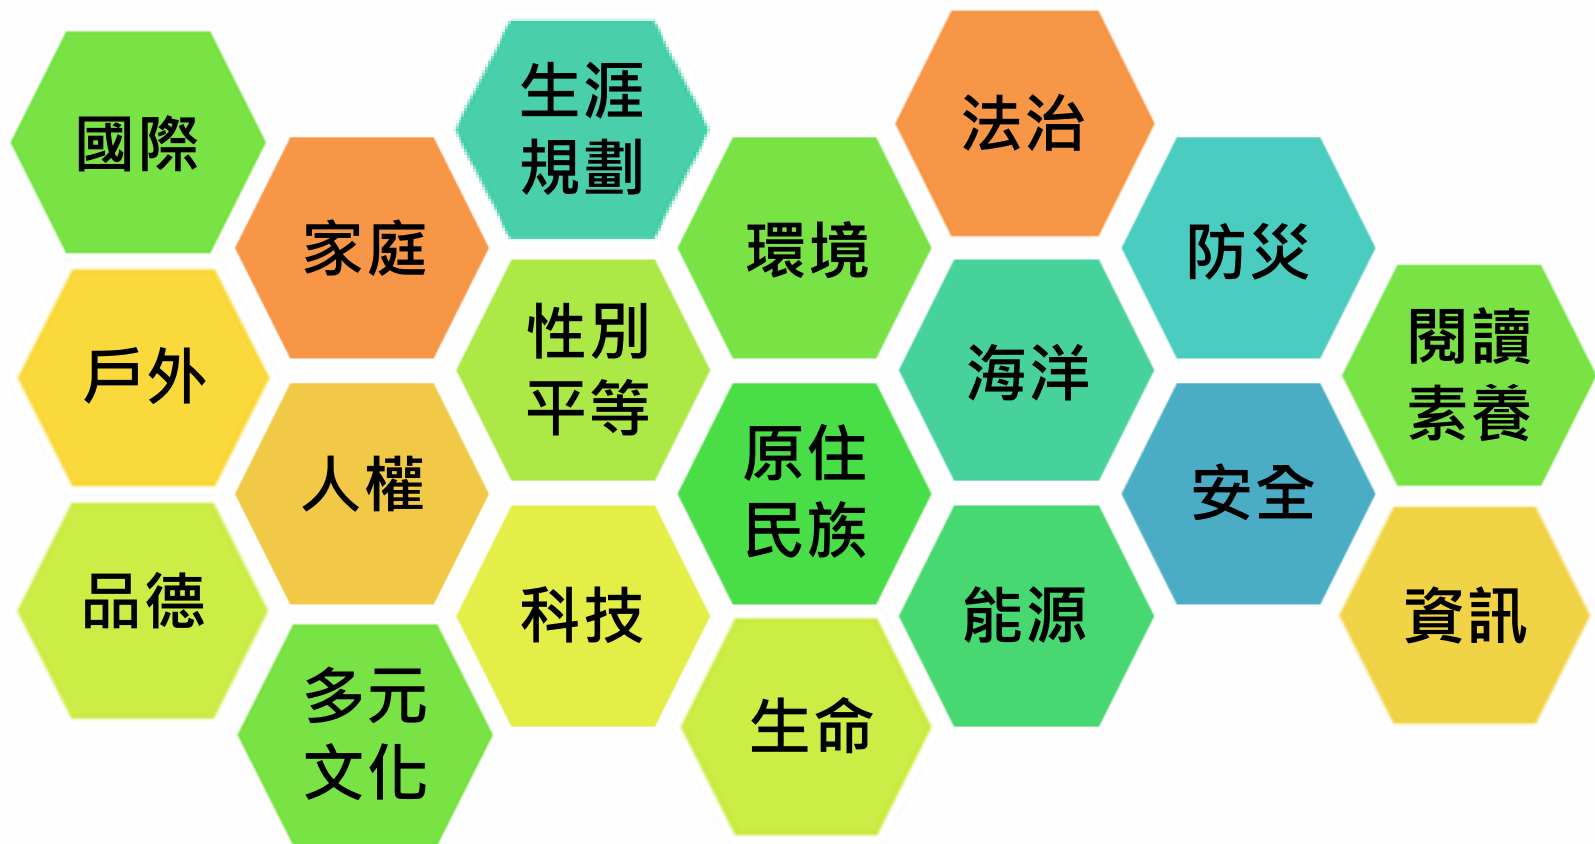 國際
戶外
品德
家庭
人權
多元
文化
生涯
規劃
性別
平等
科技
環境
原住
民族
生命
法治
海洋
能源
防災
安全
閱讀
素養
資訊